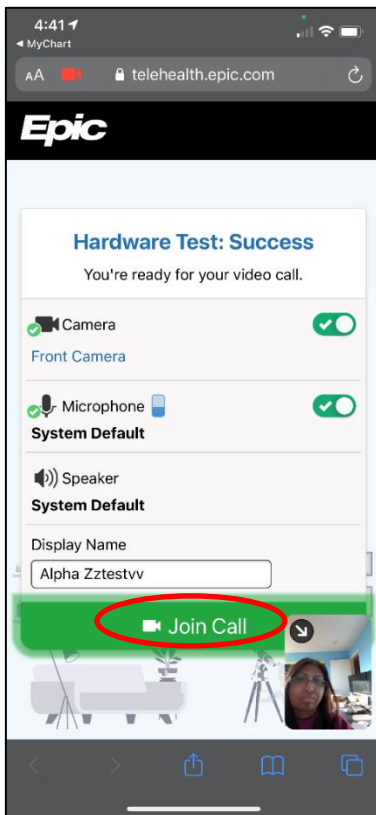 4:41
MyChart
AA telehealth.epic.com
Epic
Hardware Test: Success
You're ready for your video call.
Camera
Front Camera
Microphone
System Default
Speaker
System Default
Display Name
Alpha Zztestvv
Join Call